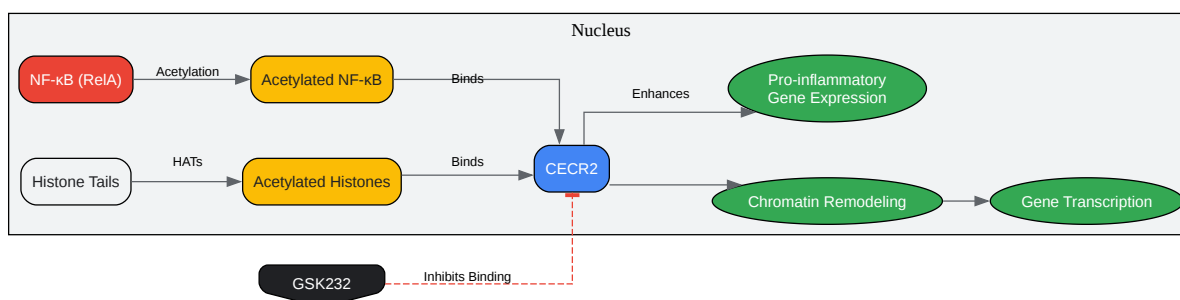 Nucleus
NF-κB (RelA)
Acetylation
Acetylated NF-κB
Binds
Enhances
Pro-inflammatory
Gene Expression
Histone Tails
HATs
Acetylated Histones
Binds
CECR2
Chromatin Remodeling
Gene Transcription
GSK232
Inhibits Binding